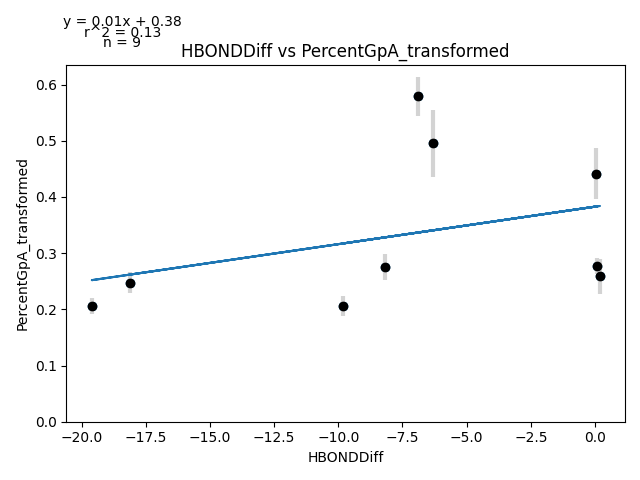 y = 0.01x + 0.38
r^2 = 0.13
n = 9
HBONDDiff vs PercentGpA_transformed
PercentGpA_transformed
0.6
0.5
0.4
0.3
0.2
0.1
0.0
−20.0 −17.5 −15.0 −12.5 −10.0 −7.5 −5.0 −2.5 0.0
HBONDDiff